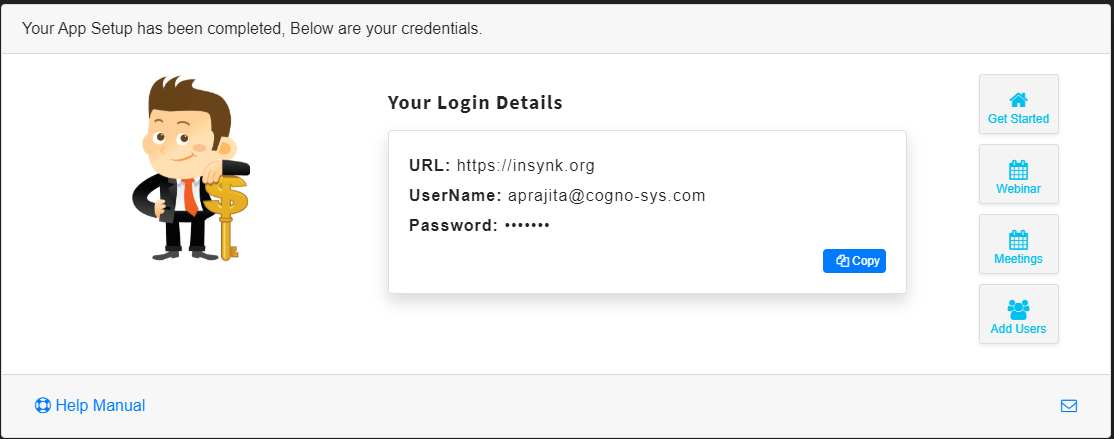 Your App Setup has been completed, Below are your credentials.
Your Login Details
URL: https://insynk.org
UserName: aprajita@cogno-sys.com
Password: •••••••
Copy
Get Started
Webinar
Meetings
Add Users
Help Manual